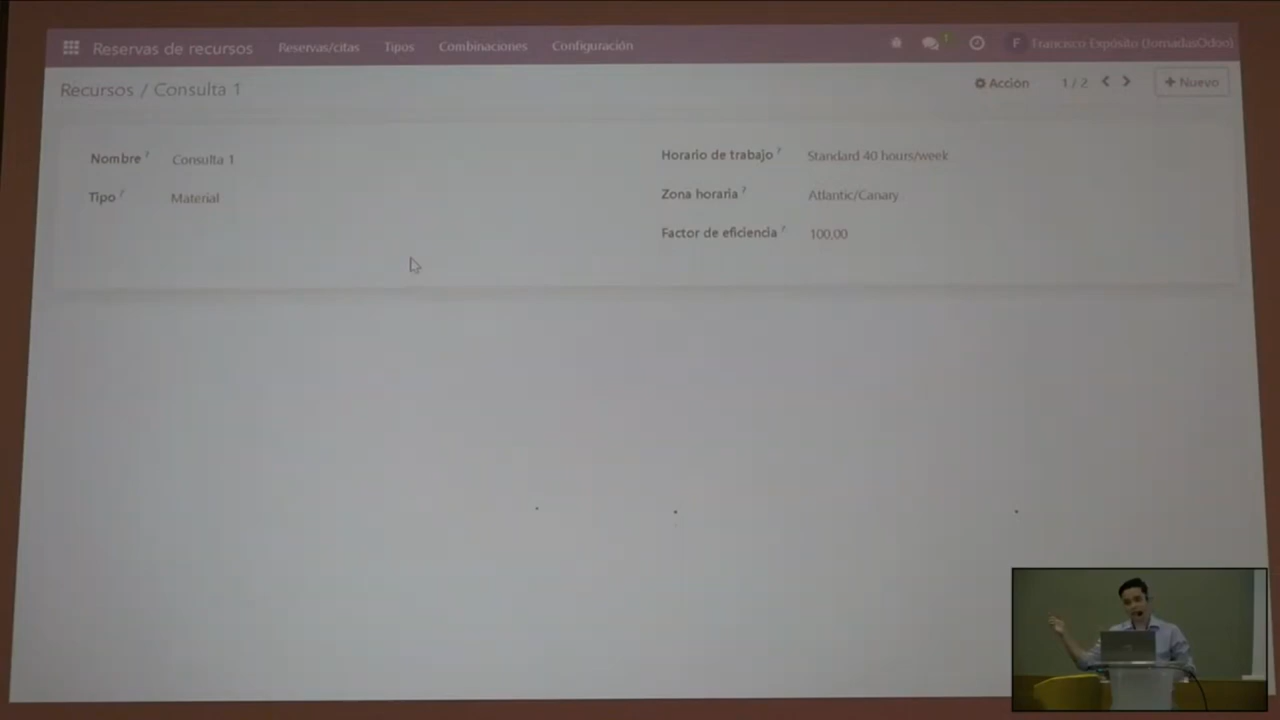 Reservas de recursos Reservas/citas Tipos Combinaciones Configuración 1 F Francisco Expósito (JornadasOdoo)
Recursos / Consulta 1 Acción 1 / 2 + Nuevo
Nombre ? Consulta 1 Horario de trabajo ? Standard 40 hours/week
Tipo ? Material Zona horaria ? Atlantic/Canary
Factor de eficiencia ? 100,00